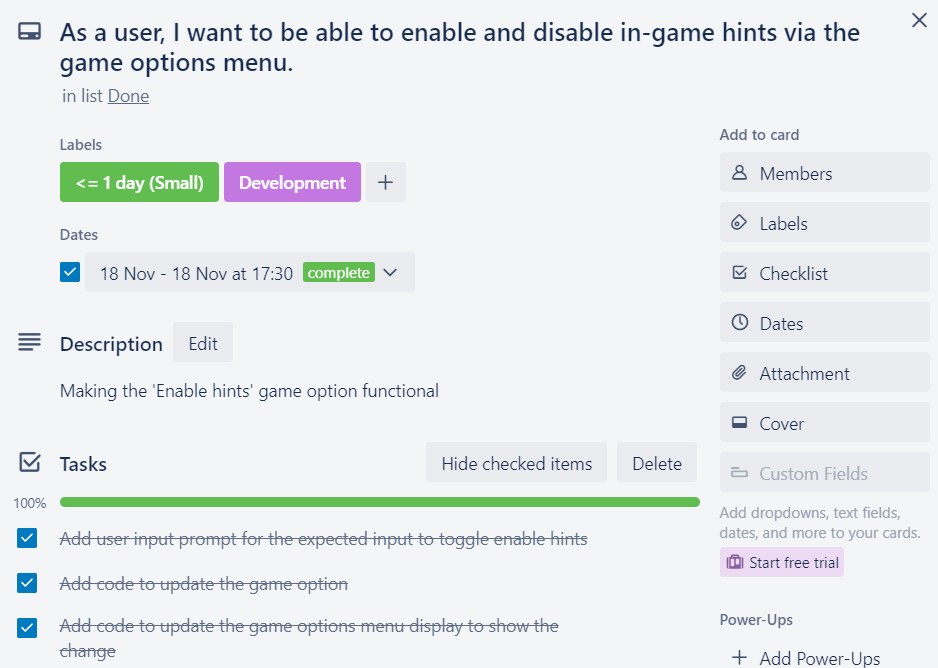 As a user, I want to be able to enable and disable in-game hints via the
game options menu.
in list Done
Labels
<= 1 day (Small)
Development
Dates
18 Nov - 18 Nov at 17:30 complete
Description
Edit
Making the 'Enable hints' game option functional
Tasks
Hide checked items
Delete
100%
Add user input prompt for the expected input to toggle enable hints
Add code to update the game option
Add code to update the game options menu display to show the
change
Add to card
Members
Labels
Checklist
Dates
Attachment
Cover
Custom Fields
Add dropdowns, text fields,
dates, and more to your cards.
Start free trial
Power-Ups
Add Power-Ups